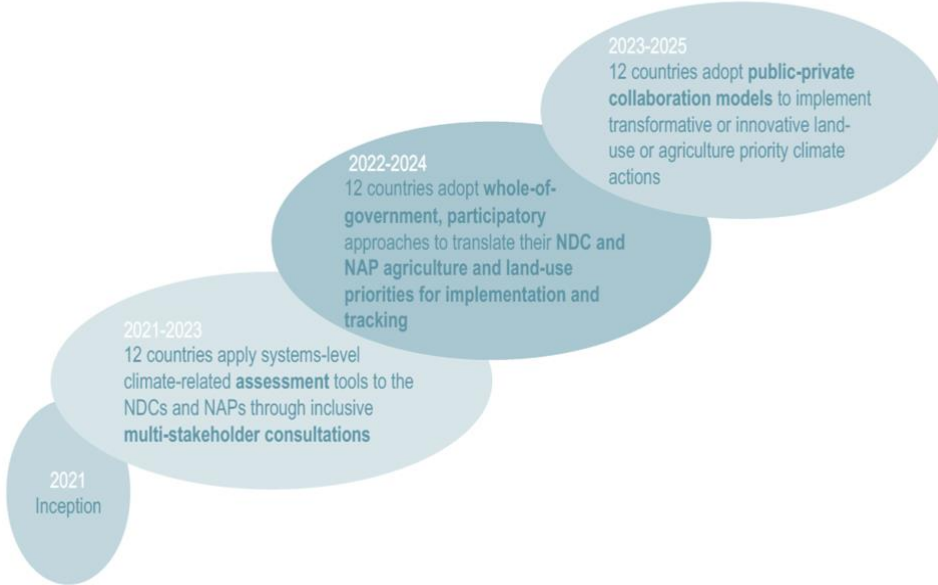 2023-2025
12 countries adopt public-private
collaboration models to implement
transformative or innovative land-
use or agriculture priority climate
actions
2022-2024
12 countries adopt whole-of-
government, participatory
approaches to translate their NDC and
NAP agriculture and land-use
priorities for implementation and
tracking
2021-2023
12 countries apply systems-level
climate-related assessment tools to the
NDCs and NAPs through inclusive
multi-stakeholder consultations
2021
Inception